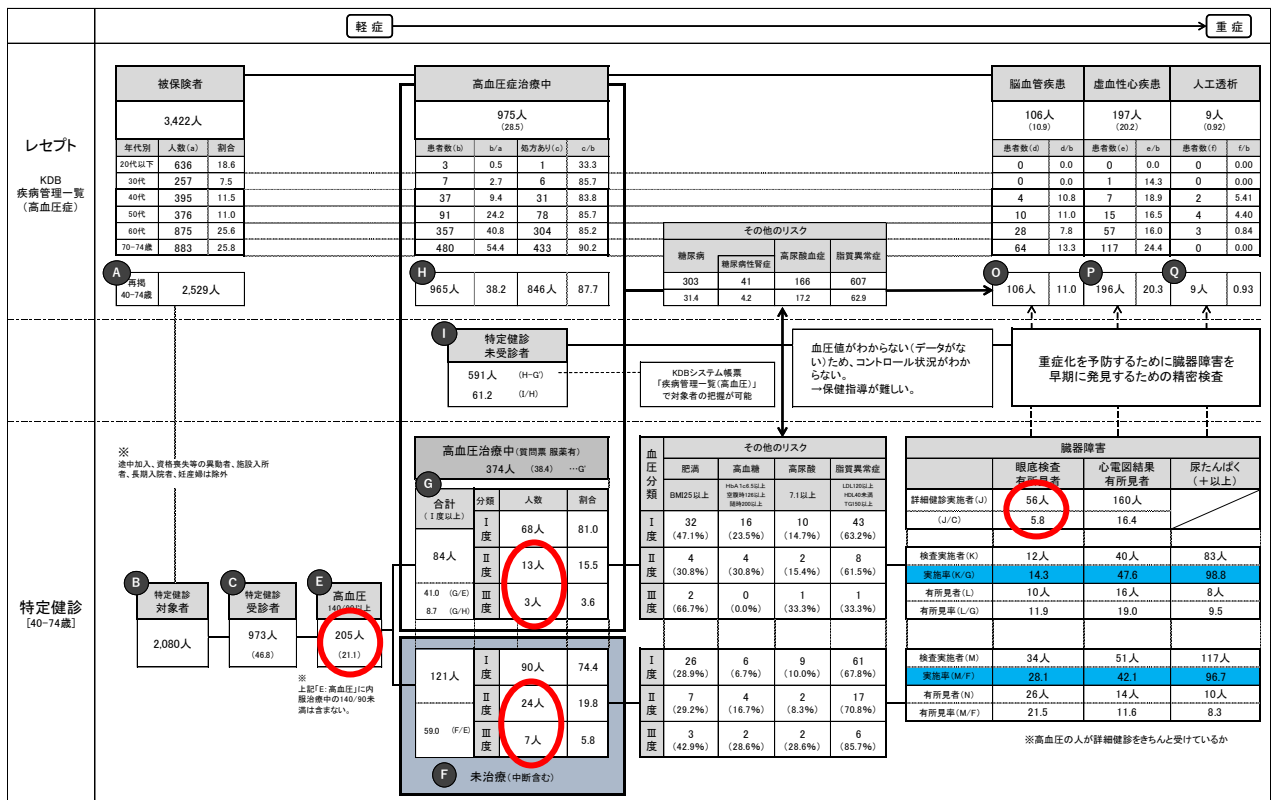 軽 症
重 症
レセプト
KDB
疾病管理一覧
（高血圧症）
被保険者
3,422人
年代別 人数(a) 割合
20代以下 636 18.6
30代 257 7.5
40代 395 11.5
50代 376 11.0
60代 875 25.6
70-74歳 883 25.8
A
再掲
40-74歳
2,529人
高血圧症治療中
975人
(28.5)
患者数(b) b/a 処方あり(c) c/b
3 0.5 1 33.3
7 2.7 6 85.7
37 9.4 31 83.8
91 24.2 78 85.7
357 40.8 304 85.2
480 54.4 433 90.2
H
965人 38.2 846人 87.7
その他のリスク
糖尿病 糖尿病性腎症 高尿酸血症 脂質異常症
303 41 166 607
31.4 4.2 17.2 62.9
脳血管疾患 虚血性心疾患 人工透析
106人 197人 9人
(10.9) (20.2) (0.92)
患者数(d) d/b 患者数(e) e/b 患者数(f) f/b
0 0.0 0 0.0 0 0.00
0 0.0 1 14.3 0 0.00
4 10.8 7 18.9 2 5.41
10 11.0 15 16.5 4 4.40
28 7.8 57 16.0 3 0.84
64 13.3 117 24.4 0 0.00
O P Q
106人 11.0 196人 20.3 9人 0.93
I
特定健診
未受診者
591人 (H-G')
61.2 (I/H)
KDBシステム帳票
「疾病管理一覧(高血圧)」
で対象者の把握が可能
血圧値がわからない（データがな
い）ため、コントロール状況がわか
らない。
→保健指導が難しい。
重症化を予防するために臓器障害を
早期に発見するための精密検査
特定健診
[40-74歳]
※
途中加入、資格喪失等の異動者、施設入所
者、長期入院者、妊産婦は除外
B
特定健診
対象者
2,080人
C
特定健診
受診者
973人
(46.8)
E
高血圧
140/90以上
205人
(21.1)
※
上記「E:高血圧」に内
服治療中の140/90未
満は含まない。
高血圧治療中(質問票 服薬有)
374人 (38.4) …G'
G
合計
(Ⅰ度以上)
分類 人数 割合
84人
41.0 (G/E)
8.7 (G/H)
Ⅰ度 68人 81.0
Ⅱ度 13人 15.5
Ⅲ度 3人 3.6
121人
59.0 (F/E)
90人 74.4
Ⅱ度 24人 19.8
Ⅲ度 7人 5.8
F
未治療(中断含む)
血圧分類
その他のリスク
肥満 高血糖 高尿酸 脂質異常症
BMI25以上
HbA1c6.5以上
空腹時126以上
随時200以上
7.1以上
LDL120以上
HDL40未満
TG150以上
Ⅰ度 32 16 10 43
(47.1%) (23.5%) (14.7%) (63.2%)
Ⅱ度 4 4 2 8
(30.8%) (30.8%) (15.4%) (61.5%)
Ⅲ度 2 0 1 1
(66.7%) (0.0%) (33.3%) (33.3%)
Ⅰ度 26 6 9 61
(28.9%) (6.7%) (10.0%) (67.8%)
Ⅱ度 7 4 2 17
(29.2%) (16.7%) (8.3%) (70.8%)
Ⅲ度 3 2 2 6
(42.9%) (28.6%) (28.6%) (85.7%)
臓器障害
眼底検査
有所見者
心電図結果
有所見者
尿たんぱく
（＋以上）
詳細健診実施者(J) 56人 160人
(J/C) 5.8 16.4
検査実施者(K) 12人 40人 83人
実施率(K/G) 14.3 47.6 98.8
有所見者(L) 10人 16人 8人
有所見率(L/G) 11.9 19.0 9.5
検査実施者(M) 34人 51人 117人
実施率(M/F) 28.1 42.1 96.7
有所見者(N) 26人 14人 10人
有所見率(M/F) 21.5 11.6 8.3
※高血圧の人が詳細健診をきちんと受けているか